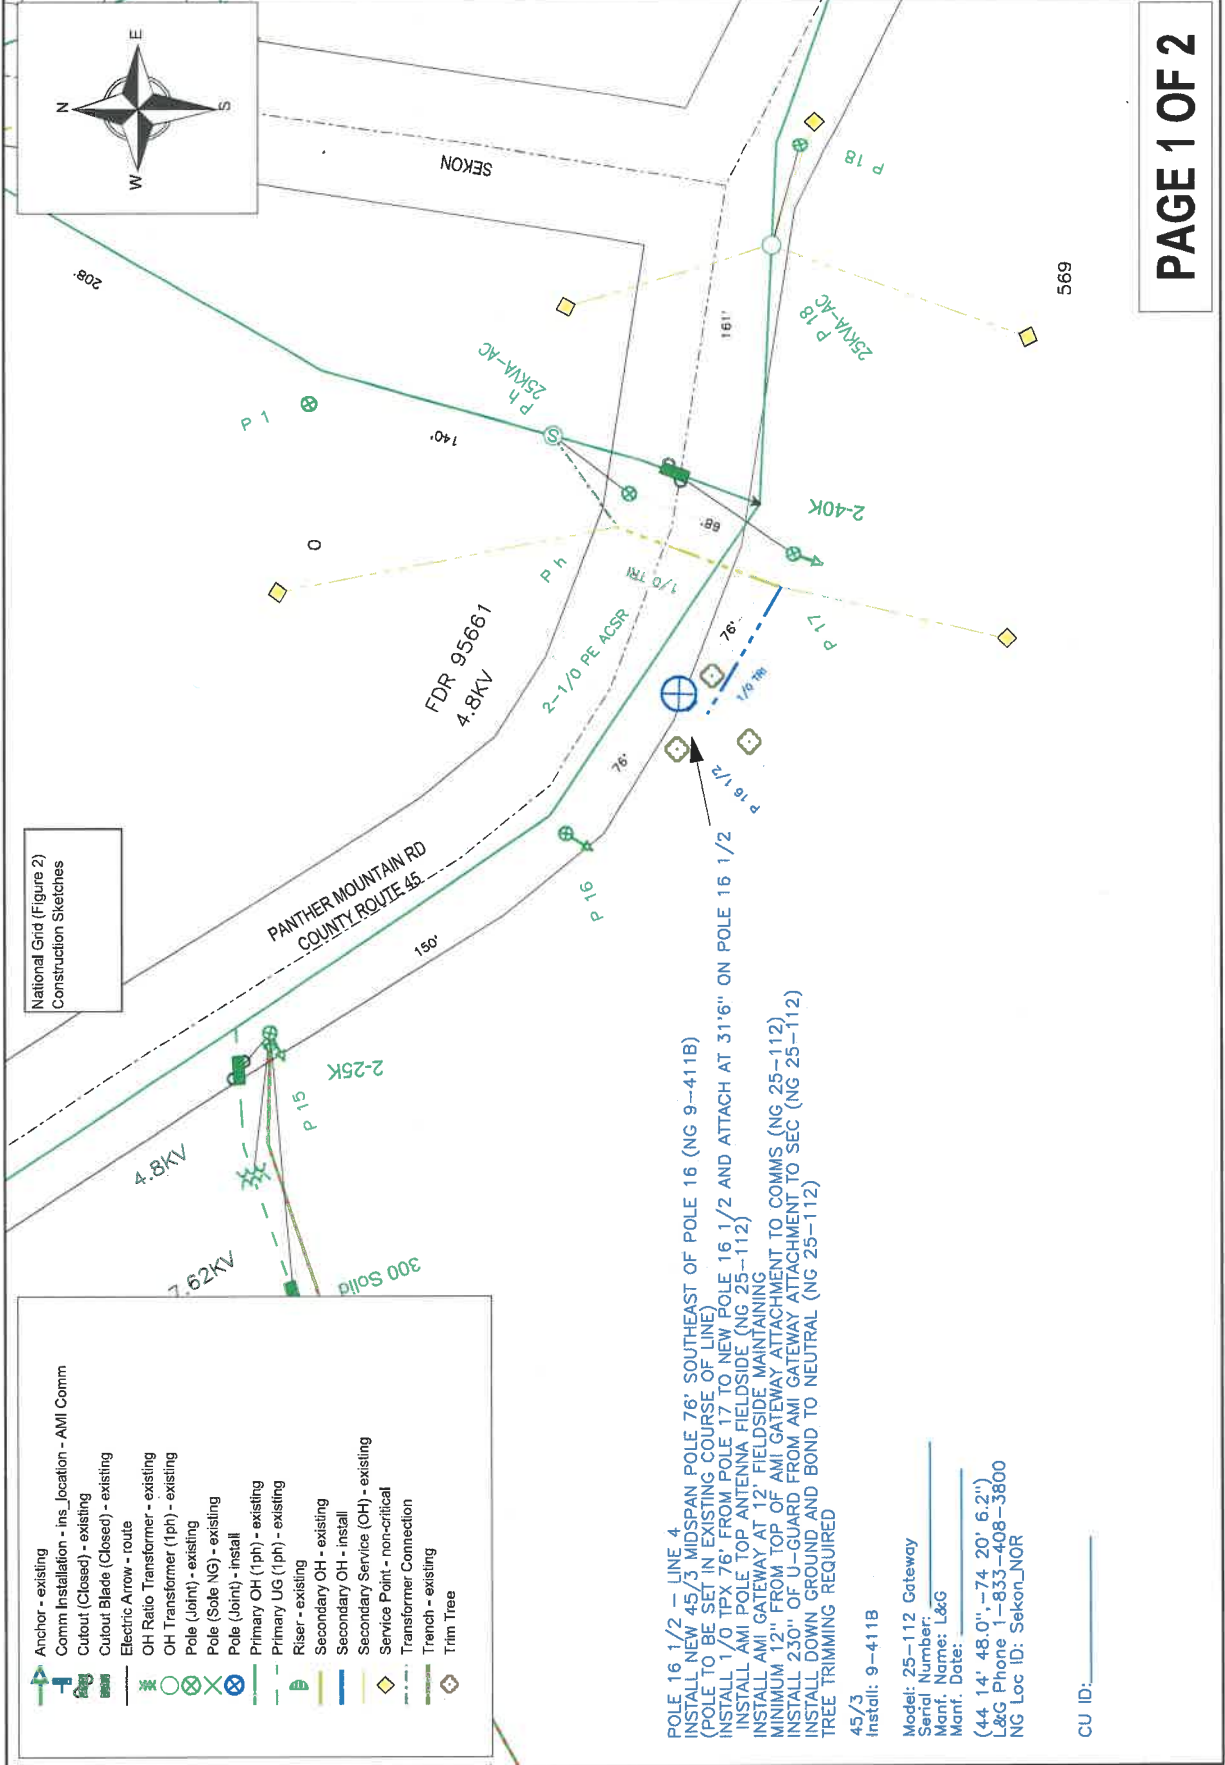 National Grid (Figure 2)
Construction Sketches
N
E
S
W
208'
SEKON
P 1
140'
P h
25KVA-AC
161'
P 18
P 18
25KVA-AC
569
O
FDR 95661
4.8KV
P h
1/0 TRI
68'
2-40K
2-1/0 PE ACSR
P 17
76'
1/0 TRI
76'
P 16 1/2
PANTHER MOUNTAIN RD
COUNTY ROUTE 45
150'
P 16
4.8KV
2-25K
P 15
7.62KV
300 Solid
Anchor - existing
Comm Installation - ins_location - AMI Comm
Cutout (Closed) - existing
Cutout Blade (Closed) - existing
Electric Arrow - route
OH Ratio Transformer - existing
OH Transformer (1ph) - existing
Pole (Joint) - existing
Pole (Sole NG) - existing
Pole (Joint) - install
Primary OH (1ph) - existing
Primary UG (1ph) - existing
Riser - existing
Secondary OH - existing
Secondary OH - install
Secondary Service (OH) - existing
Service Point - non-critical
Transformer Connection
Trench - existing
Trim Tree
POLE 16 1/2 - LINE 4
INSTALL NEW 45/3 MIDSPAN POLE 76' SOUTHEAST OF POLE 16 (NG 9-411B)
(POLE TO BE SET IN EXISTING COURSE OF LINE)
INSTALL 1/0 TPX 76' FROM POLE 17 TO NEW POLE 16 1/2 AND ATTACH AT 31'6" ON POLE 16 1/2
INSTALL AMI POLE TOP ANTENNA FIELDSIDE (NG 25-112)
INSTALL AMI GATEWAY AT 12' FIELDSIDE MAINTAINING
MINIMUM 12" FROM TOP OF AMI GATEWAY ATTACHMENT TO COMMS (NG 25-112)
INSTALL 230" OF U-GUARD FROM AMI GATEWAY ATTACHMENT TO SEC (NG 25-112)
INSTALL DOWN GROUND AND BOND TO NEUTRAL (NG 25-112)
TREE TRIMMING REQUIRED
45/3
Install: 9-411B
Model: 25-112 Gateway
Serial Number:
Manf. Name: L&G
Manf. Date:
(44 14' 48.0",-74 20' 6.2")
L&G Phone 1-833-408-3800
NG Loc ID: Sekon_NOR
CU ID:
PAGE 1 OF 2